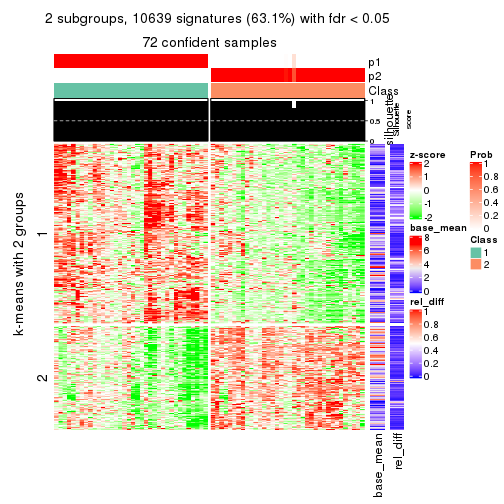 2 subgroups, 10639 signatures (63.1%) with fdr < 0.05
72 confident samples
p1
p2
Class
silhouette
1
0.5
0
Silhouette
score
k-means with 2 groups
1
2
base_mean
rel_diff
z-score
2
1
0
-1
-2
base_mean
8
6
4
2
0
rel_diff
1
0.8
0.6
0.4
0.2
0
Prob
1
0.8
0.6
0.4
0.2
0
Class
1
2